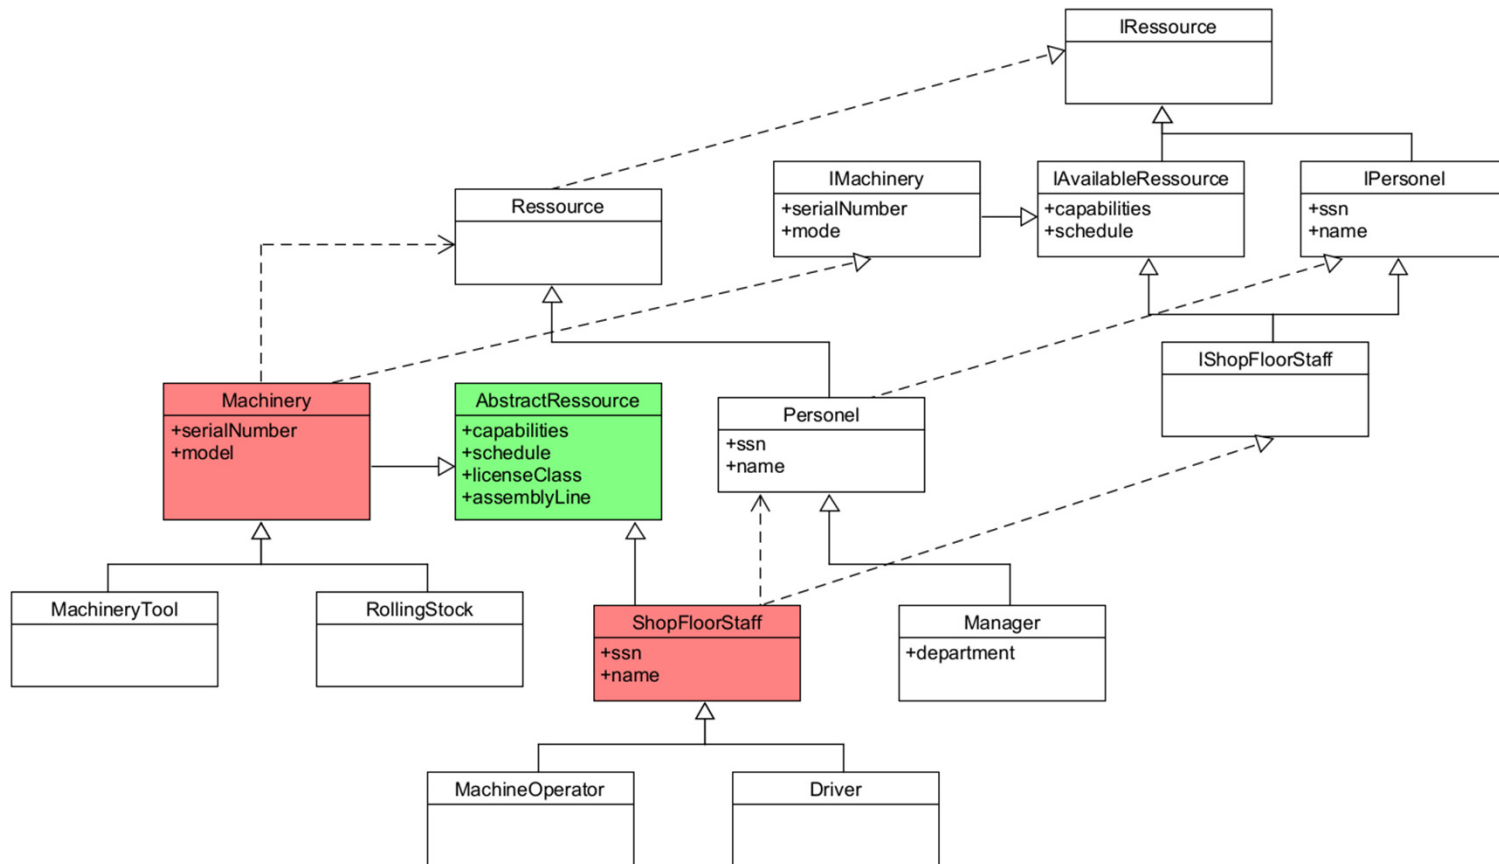 IRessource
IMachinery
+serialNumber
+mode
IAvailableRessource
+capabilities
+schedule
IPersonel
+ssn
+name
Ressource
IShopFloorStaff
Machinery
+serialNumber
+model
AbstractRessource
+capabilities
+schedule
+licenseClass
+assemblyLine
Personel
+ssn
+name
MachineryTool
RollingStock
ShopFloorStaff
+ssn
+name
Manager
+department
MachineOperator
Driver